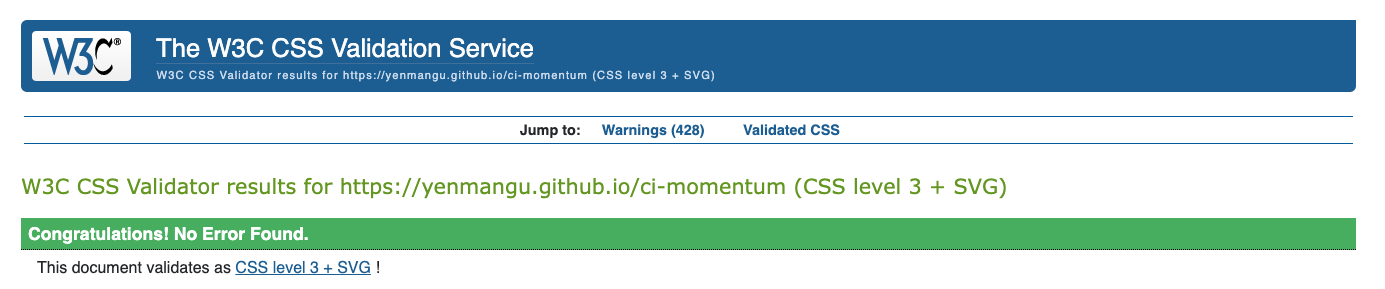 W3C®
The W3C CSS Validation Service
W3C CSS Validator results for https://yenmangu.github.io/ci-momentum (CSS level 3 + SVG)
Jump to: Warnings (428) Validated CSS
W3C CSS Validator results for https://yenmangu.github.io/ci-momentum (CSS level 3 + SVG)
Congratulations! No Error Found.
This document validates as CSS level 3 + SVG !